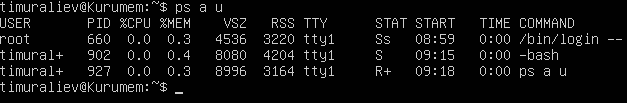 timuraliev@Kurumem:~$ ps a u
USER       PID %CPU %MEM    VSZ   RSS TTY      STAT START   TIME COMMAND
root       660  0.0  0.3   4536  3220 tty1     Ss   08:59   0:00 /bin/login --
timural+   902  0.0  0.4   8080  4204 tty1     S    09:15   0:00 -bash
timural+   927  0.0  0.3   8996  3164 tty1     R+   09:18   0:00 ps a u
timuraliev@Kurumem:~$ _